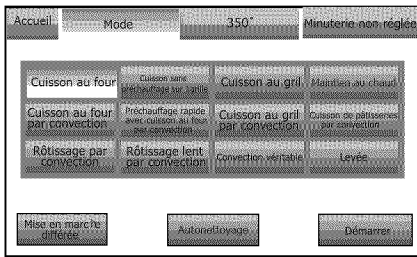 Accueil
Mode
350°
Minuterie non réglée
Cuisson au four
Cuisson sans
préchauffage sur 1 grille
Cuisson au gril
Maintien au chaud
Cuisson au four
par convection
Préchauffage rapide
avec cuisson au four
par convection
Cuisson au gril
par convection
Cuisson de pâtisseries
par convection
Rôtissage par
convection
Rôtissage lent
par convection
Convection véritable
Levée
Mise en marche
différée
Autonettoyage
Démarrer